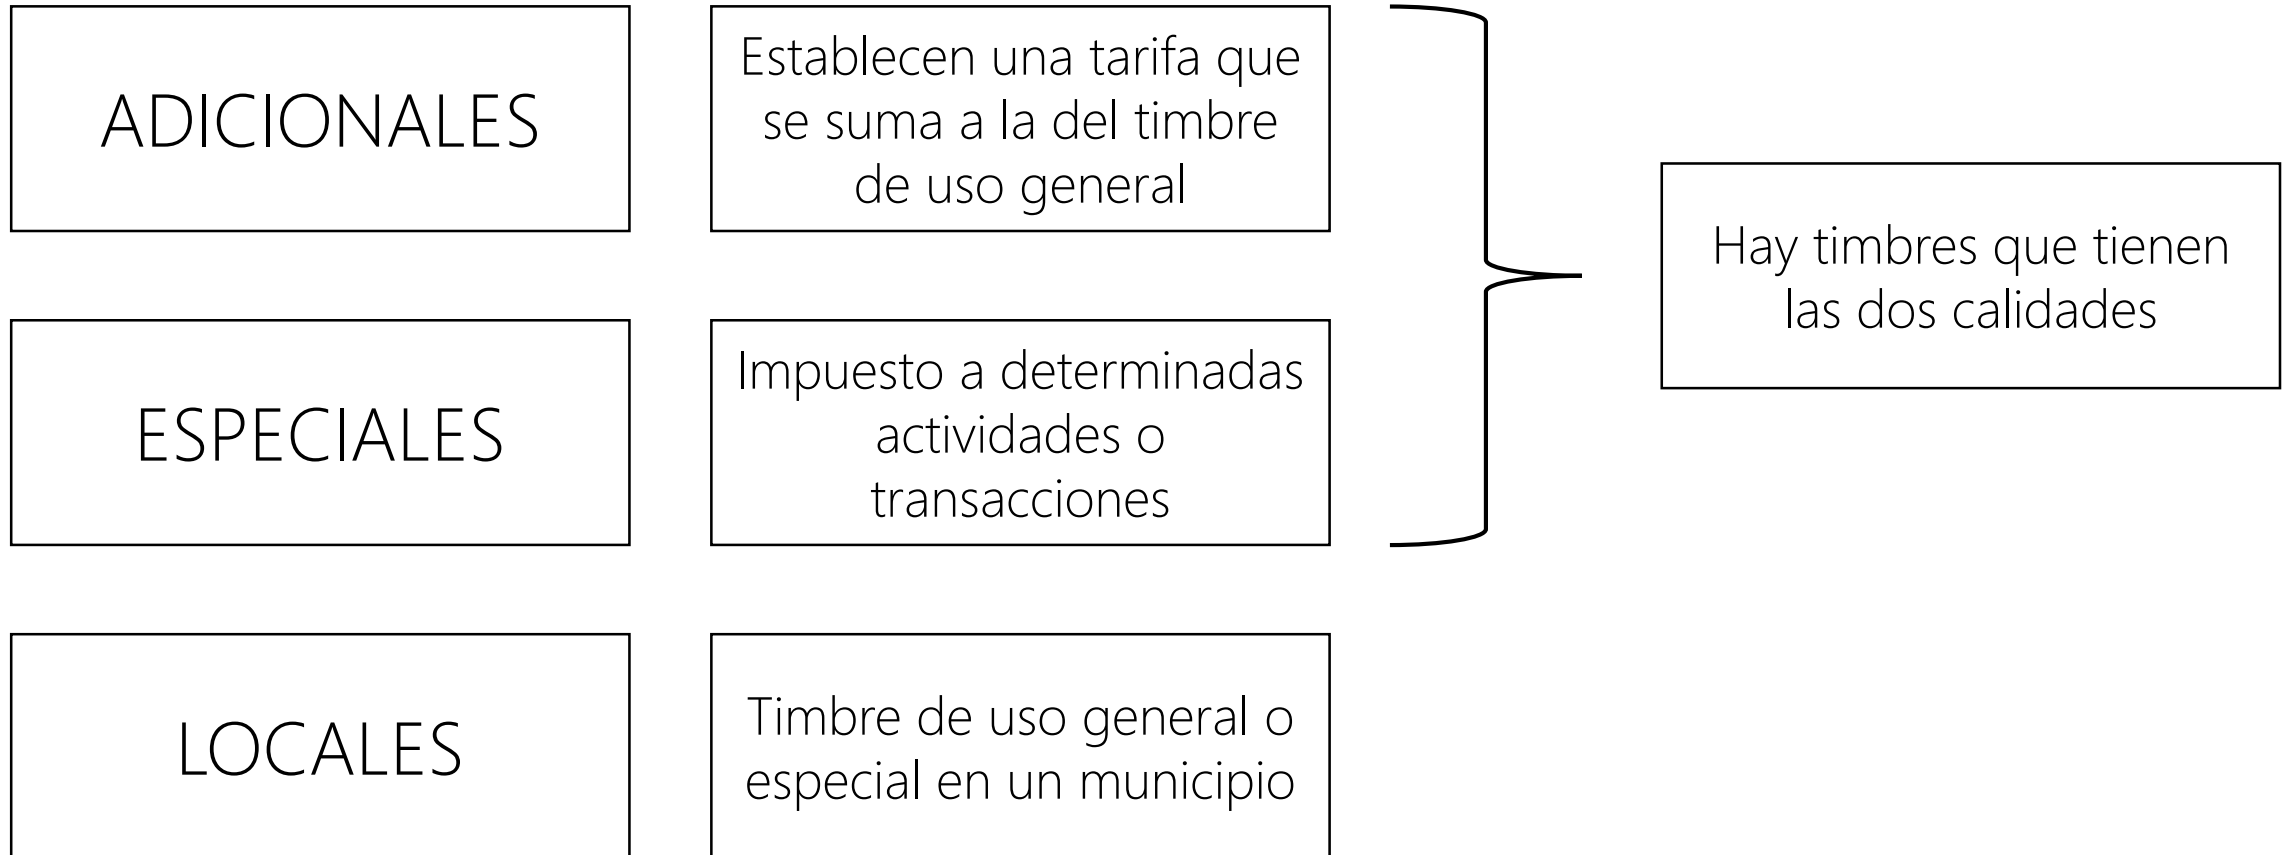 ADICIONALES
Establecen una tarifa que
se suma a la del timbre
de uso general
ESPECIALES
Impuesto a determinadas
actividades o
transacciones
Hay timbres que tienen
las dos calidades
LOCALES
Timbre de uso general o
especial en un municipio